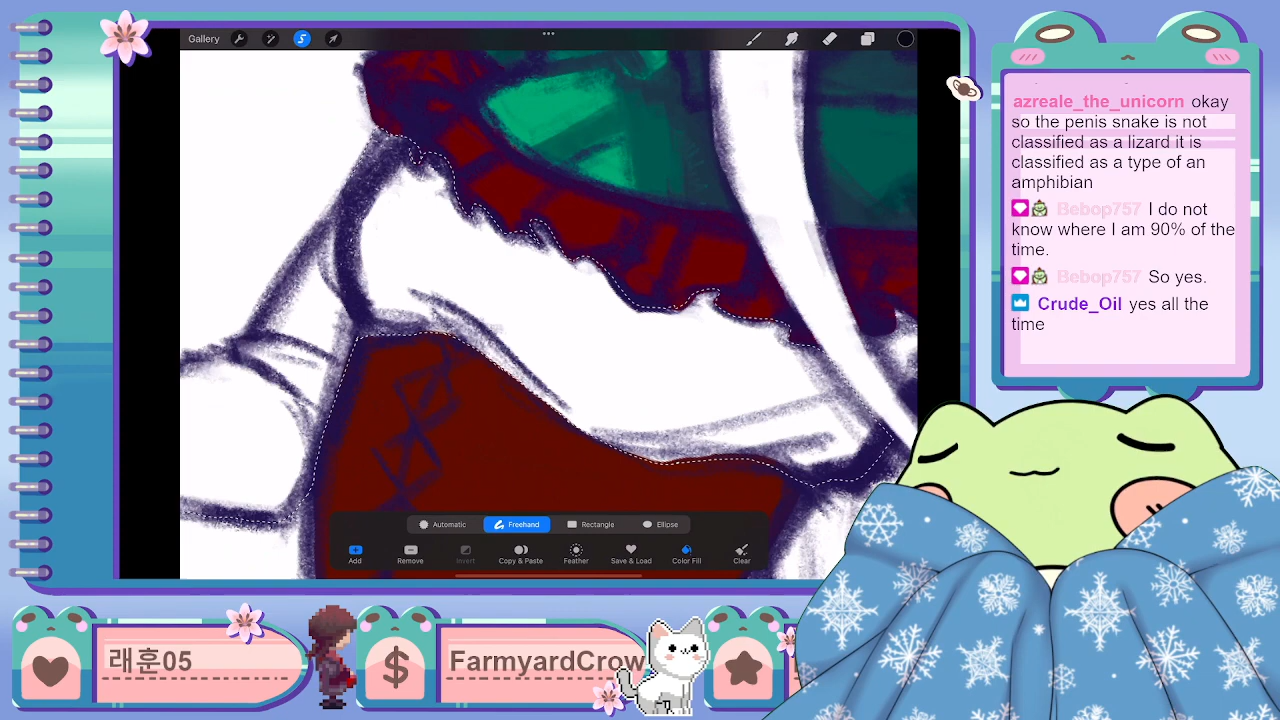 Gallery
azreale_the_unicorn okay
so the penis snake is not
classified as a lizard it is
classified as a type of an
amphibian
Bebop757 I do not
know where I am 90% of the
time.
Bebop757 So yes.
Crude_Oil yes all the
time
Automatic Freehand Rectangle Ellipse
Add Remove Invert Copy & Paste Feather Save & Load Color Fill Clear
래훈05
$
FarmyardCrow